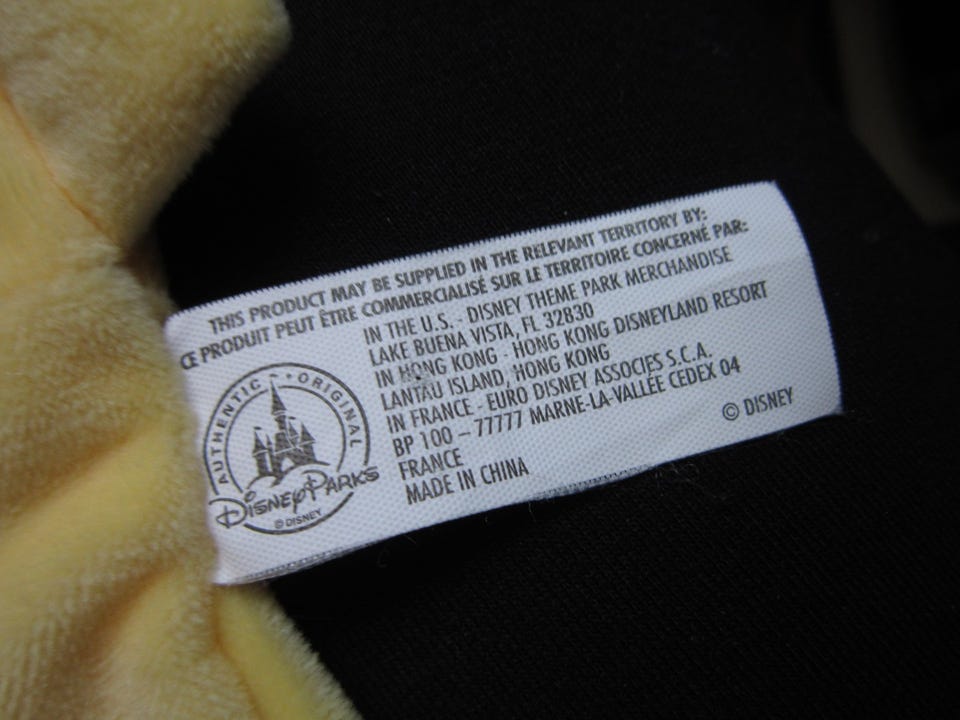 THIS PRODUCT MAY BE SUPPLIED IN THE RELEVANT TERRITORY BY:
CE PRODUIT PEUT ÊTRE COMMERCIALISÉ SUR LE TERRITOIRE CONCERNÉ PAR:
IN THE U.S. - DISNEY THEME PARK MERCHANDISE
LAKE BUENA VISTA, FL 32830
IN HONG KONG - HONG KONG DISNEYLAND RESORT
LANTAU ISLAND, HONG KONG
IN FRANCE - EURO DISNEY ASSOCIES S.C.A.
BP 100 – 77777 MARNE-LA-VALLÉE CEDEX 04
FRANCE
MADE IN CHINA
© DISNEY
AUTHENTIC • ORIGINAL
Disney Parks
© DISNEY